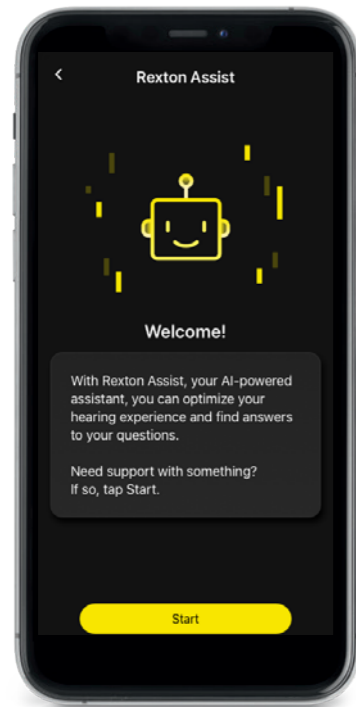 Rexton Assist
Welcome!
With Rexton Assist, your AI-powered
assistant, you can optimize your
hearing experience and find answers
to your questions.
Need support with something?
If so, tap Start.
Start